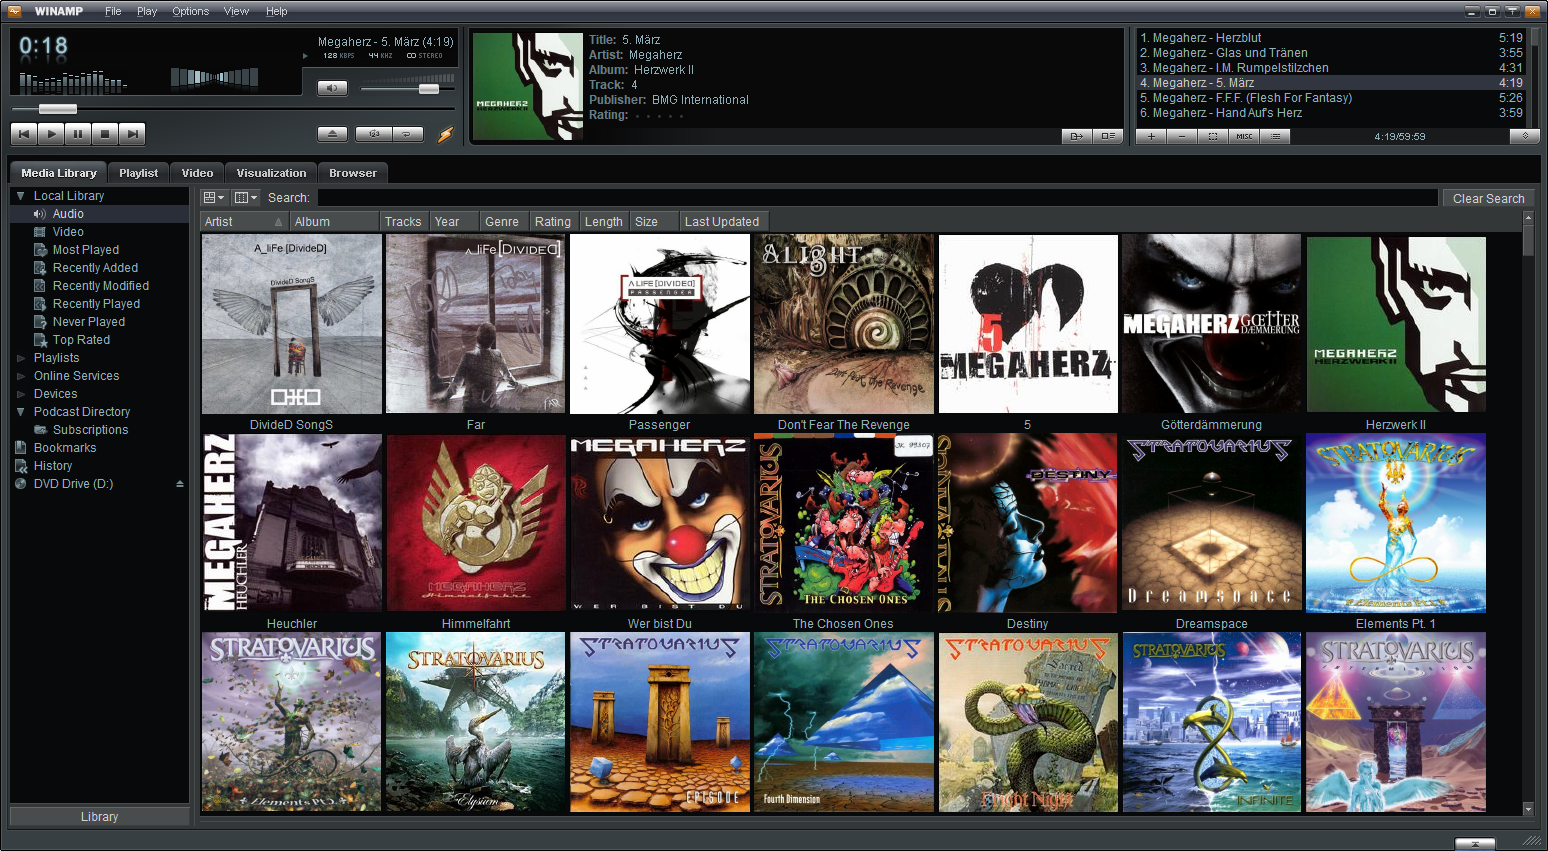 WINAMP File Play Options View Help
0:18
Megaherz - 5. März (4:19)
128 KBPS 44 KHZ STEREO
Title: 5. März
Artist: Megaherz
Album: Herzwerk II
Track: 4
Publisher: BMG International
Rating:
MEGAHERZ
HERZWERK II
1. Megaherz - Herzblut 5:19
2. Megaherz - Glas und Tränen 3:55
3. Megaherz - I.M. Rumpelstilzchen 4:31
4. Megaherz - 5. März 4:19
5. Megaherz - F.F.F. (Flesh For Fantasy) 5:26
6. Megaherz - Hand Auf's Herz 3:59
MISC 4:19/59:59
Media Library Playlist Video Visualization Browser
Local Library
Audio
Video
Most Played
Recently Added
Recently Modified
Recently Played
Never Played
Top Rated
Playlists
Online Services
Devices
Podcast Directory
Subscriptions
Bookmarks
History
DVD Drive (D:)
Library
Search: Clear Search
Artist Album Tracks Year Genre Rating Length Size Last Updated
A_liFe [DivideD]
DivideD SongS
A_liFe [DIVIDED]
FAR
A LIFE [DIVIDED]
PASSENGER
ALIGHT
Don't Fear The Revenge
5
MEGAHERZ
MEGAHERZ GŒTTER
DÆMMERUNG
MEGAHERZ
HERZWERK II
DivideD SongS Far Passenger Don't Fear The Revenge 5 Götterdämmerung Herzwerk II
MEGAHERZ
HEUCHLER
MEGAHERZ
Himmelfahrt
MEGAHERZ
WER BIST DU
STRATOVARIUS
THE CHOSEN ONES
STRATOVARIUS
DESTINY
STRATOVARIUS
Dreamspace
STRATOVARIUS
Elements Pt. 1
Heuchler Himmelfahrt Wer bist Du The Chosen Ones Destiny Dreamspace Elements Pt. 1
STRATOVARIUS
Elements Pt.2
STRATOVARIUS
Elysium
STRATOVARIUS
EPISODE
STRATOVARIUS
Fourth Dimension
STRATOVARIUS
Sacred
Fright Night
STRATOVARIUS
INFINITE
STRATOVARIUS